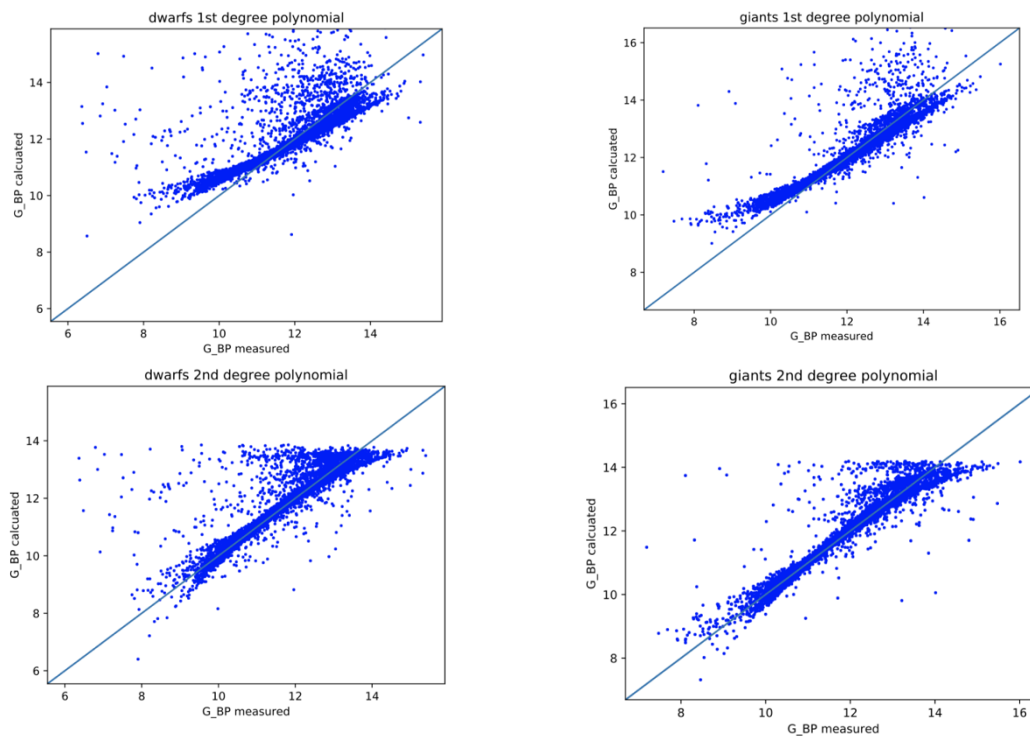 dwarfs 1st degree polynomial
14
12
10
8
6
G_BP calcuated
6 8 10 12 14
G_BP measured
giants 1st degree polynomial
16
14
12
10
8
G_BP calcuated
8 10 12 14 16
G_BP measured
dwarfs 2nd degree polynomial
14
12
10
8
6
G_BP calcuated
6 8 10 12 14
G_BP measured
giants 2nd degree polynomial
16
14
12
10
8
G_BP calcuated
8 10 12 14 16
G_BP measured